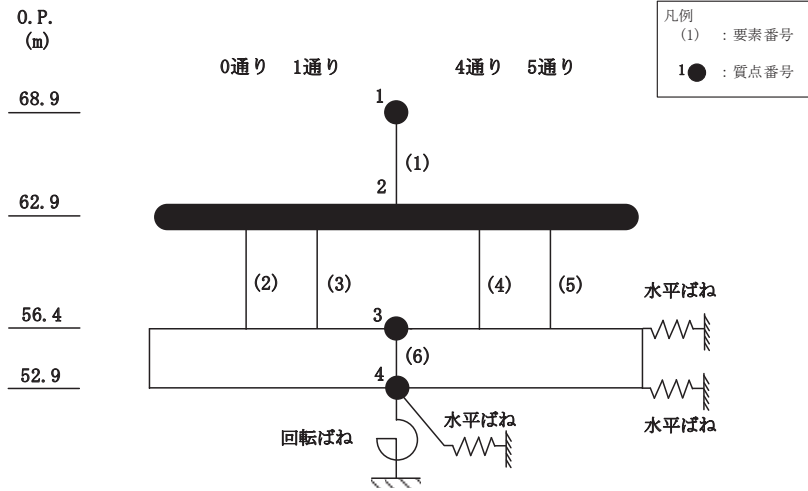 O.P.
(m)
凡例
(1) ：要素番号
1 ：質点番号
0通り 1通り 4通り 5通り
68.9
1
(1)
2
62.9
(2) (3) (4) (5)
水平ばね
56.4
3
(6)
52.9
4
水平ばね
水平ばね
回転ばね